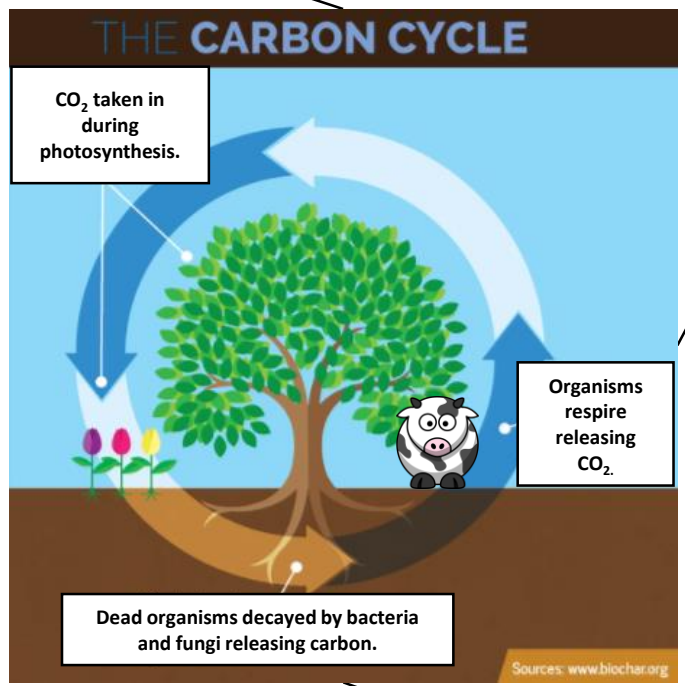 THE CARBON CYCLE
CO₂ taken in
during
photosynthesis.
Organisms
respire
releasing
CO₂.
Dead organisms decayed by bacteria
and fungi releasing carbon.
Sources: www.biochar.org